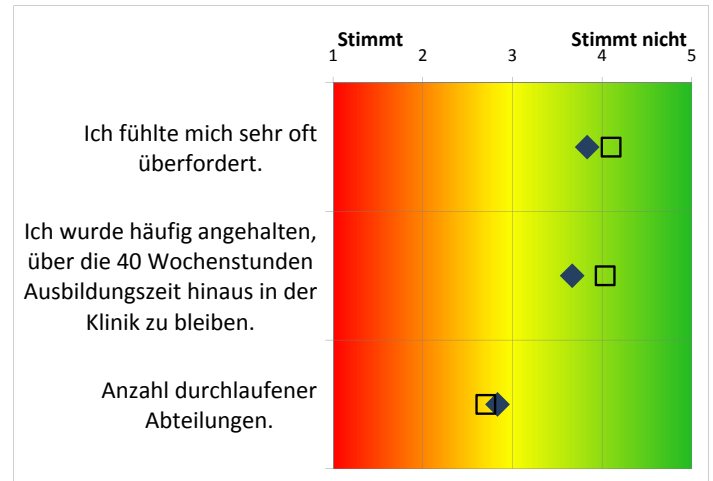 Stimmt Stimmt nicht
1 2 3 4 5
Ich fühlte mich sehr oft
überfordert.
Ich wurde häufig angehalten,
über die 40 Wochenstunden
Ausbildungszeit hinaus in der
Klinik zu bleiben.
Anzahl durchlaufener
Abteilungen.